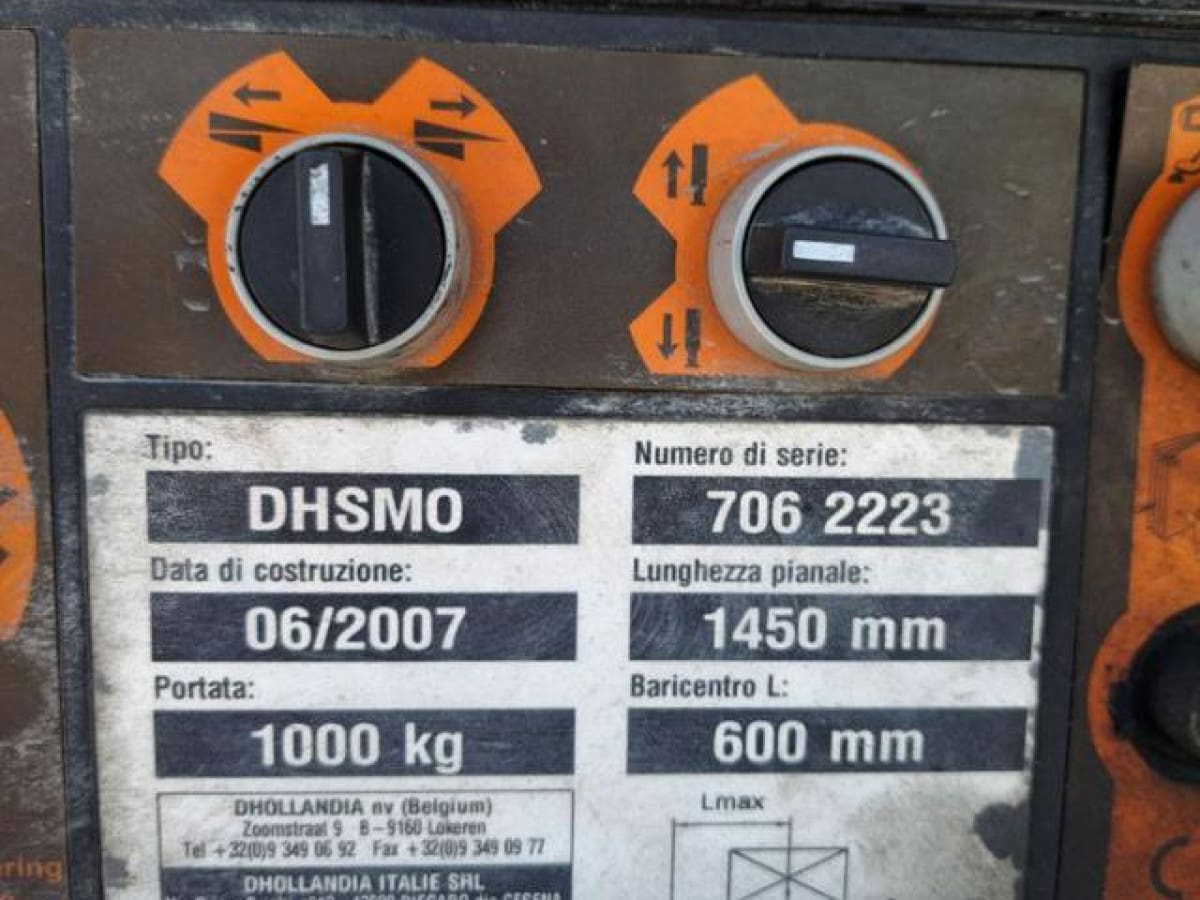 Tipo:
DHSMO
Numero di serie:
706 2223
Data di costruzione:
06/2007
Lunghezza pianale:
1450 mm
Portata:
1000 kg
Baricentro L:
600 mm
DHOLLANDIA nv (Belgium)
Zoomstraat 9 B-9160 Lokeren
Tel +32(0)9 349 06 92 Fax +32(0)9 349 09 77
DHOLLANDIA ITALIE SRL
Lmax
ering